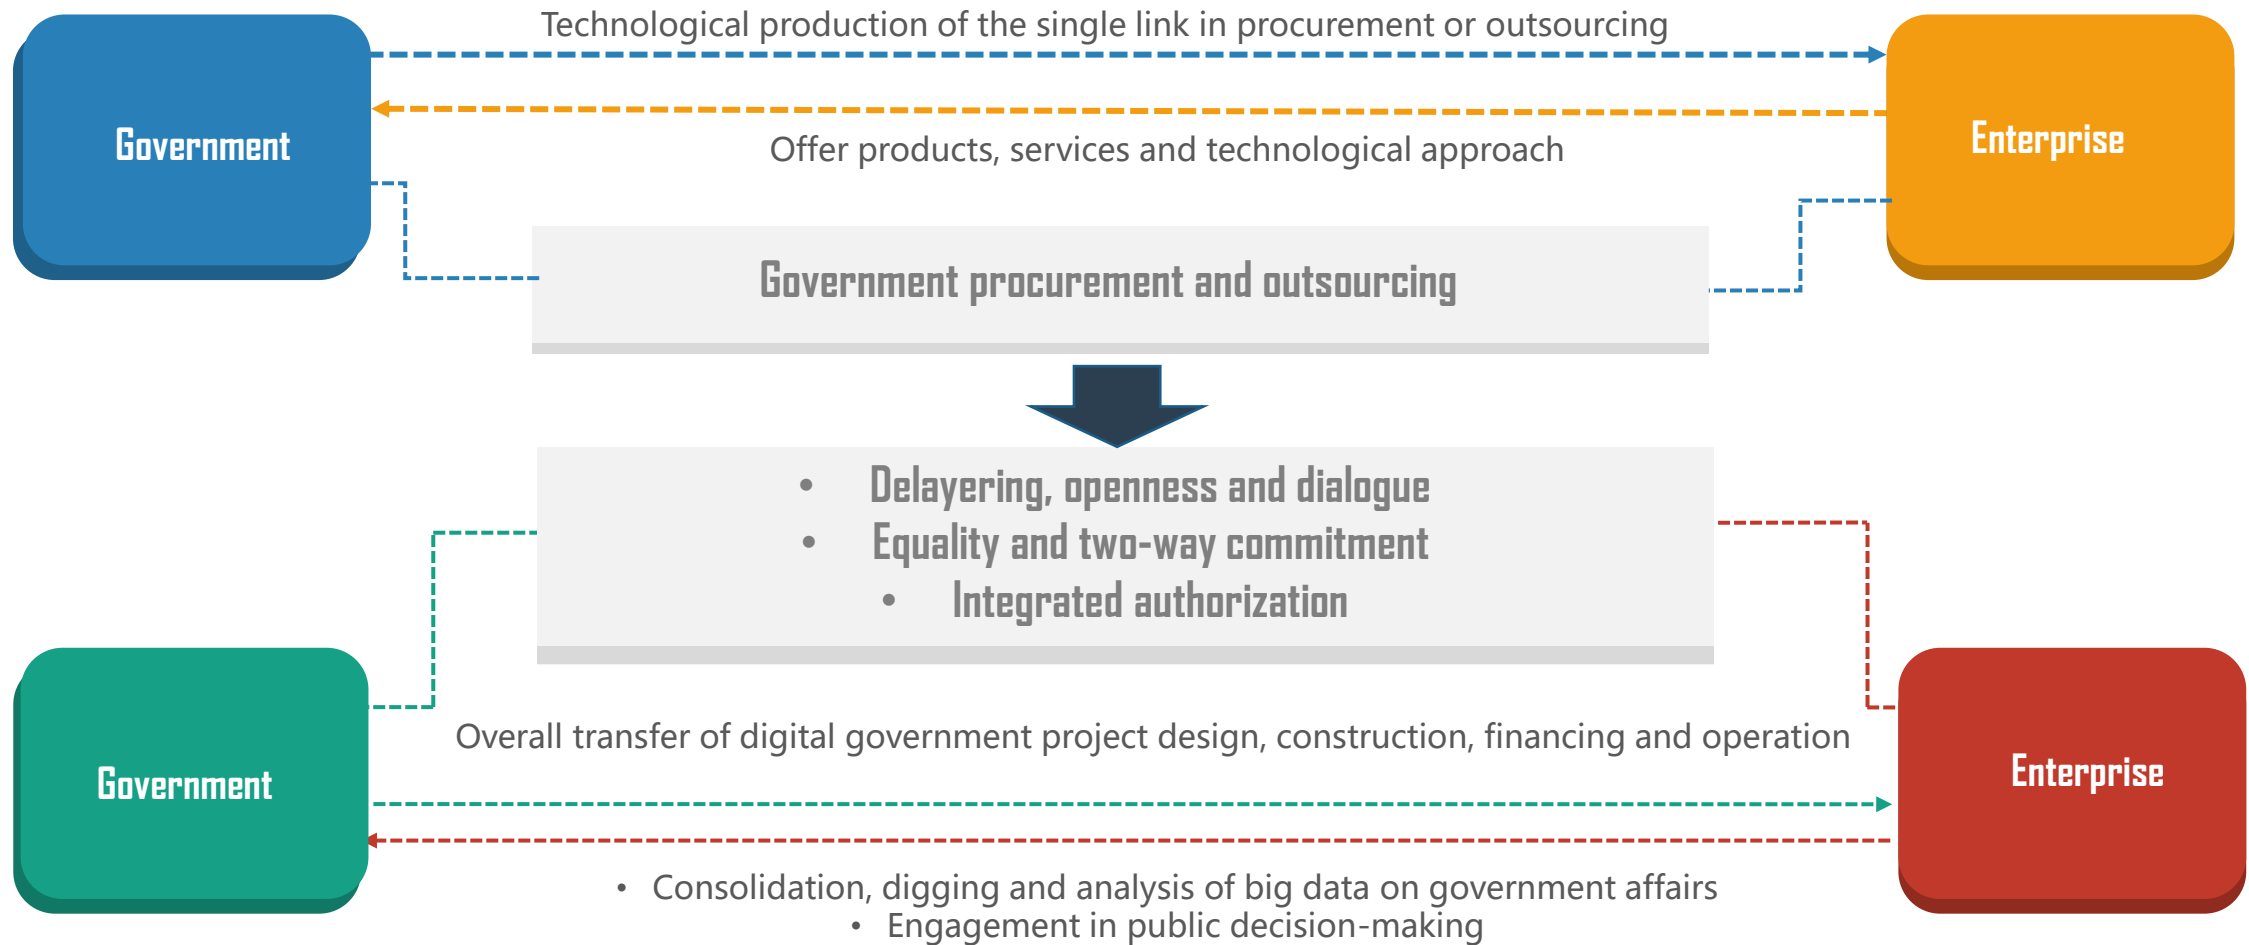 Technological production of the single link in procurement or outsourcing
Government
Enterprise
Offer products, services and technological approach
Government procurement and outsourcing
• Delayering, openness and dialogue
• Equality and two-way commitment
• Integrated authorization
Overall transfer of digital government project design, construction, financing and operation
Government
Enterprise
• Consolidation, digging and analysis of big data on government affairs
• Engagement in public decision-making